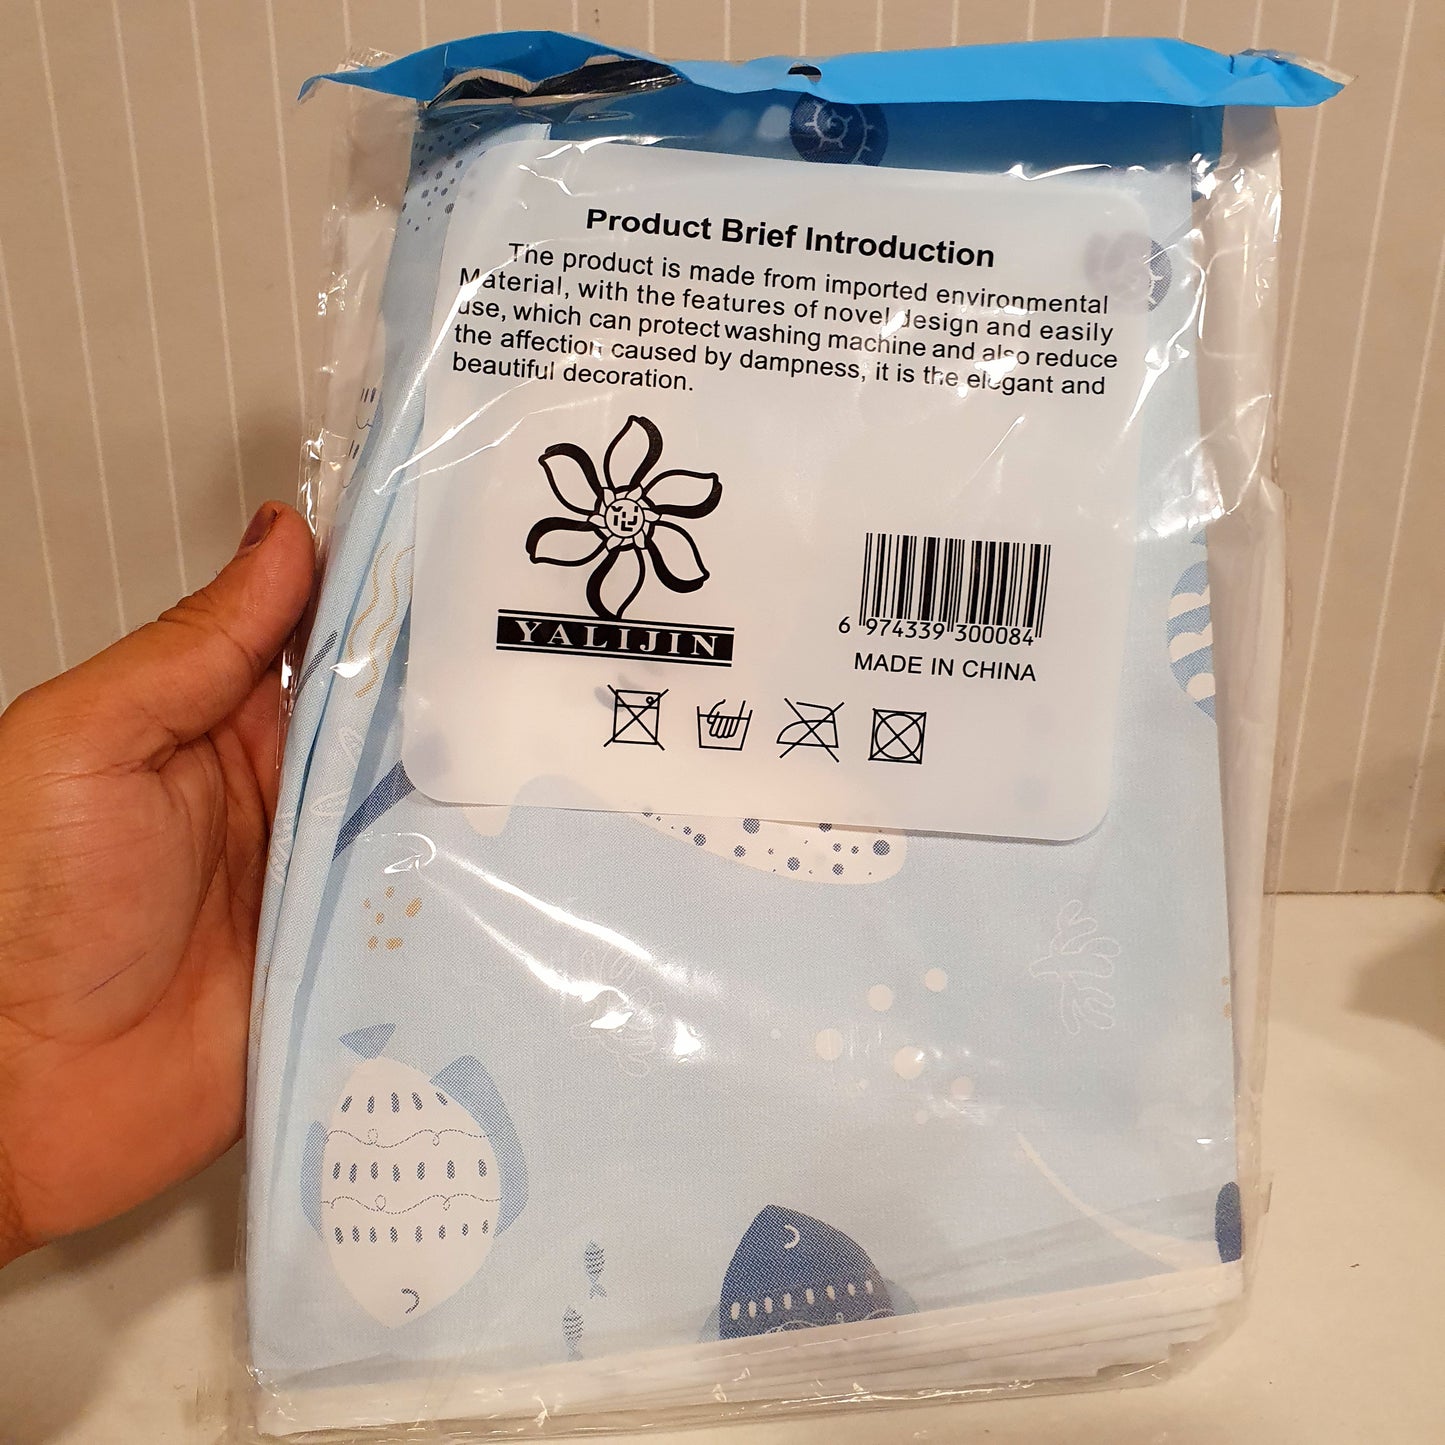 Product Brief Introduction
The product is made from imported environmental
Material, with the features of novel design and easily
use, which can protect washing machine and also reduce
the affection caused by dampness, it is the elegant and
beautiful decoration.
YALIJIN
6 974339 300084
MADE IN CHINA